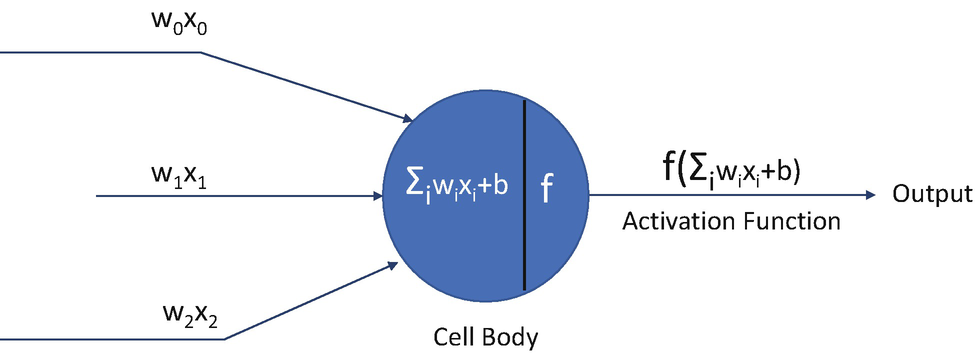 w₀x₀
w₁x₁
w₂x₂
Σᵢwᵢxᵢ+b
f
Cell Body
f(Σᵢwᵢxᵢ+b)
Activation Function
Output